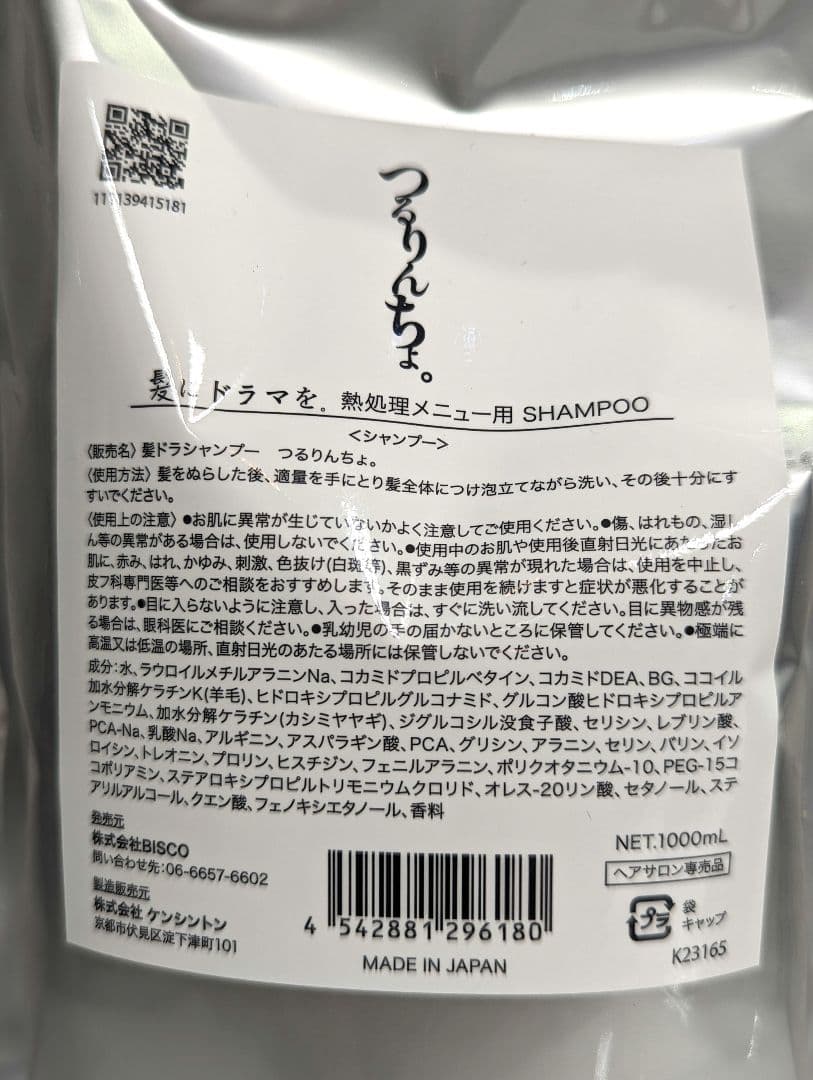 111139415181
つるりんちょ。
髪にドラマを。熱処理メニュー用 SHAMPOO
<シャンプー>
〈販売名〉髪ドラシャンプー　つるりんちょ。
〈使用方法〉髪をぬらした後、適量を手にとり髪全体につけ泡立てながら洗い、その後十分にす
すいでください。
〈使用上の注意〉●お肌に異常が生じていないかよく注意してご使用ください。●傷、はれもの、湿し
ん等の異常がある場合は、使用しないでください。●使用中のお肌や使用後直射日光にあたったお
肌に、赤み、はれ、かゆみ、刺激、色抜け(白斑等)、黒ずみ等の異常が現れた場合は、使用を中止し、
皮フ科専門医等へのご相談をおすすめします。そのまま使用を続けますと症状が悪化することが
あります。●目に入らないように注意し、入った場合は、すぐに洗い流してください。目に異物感が残
る場合は、眼科医にご相談ください。●乳幼児の手の届かないところに保管してください。●極端に
高温又は低温の場所、直射日光のあたる場所には保管しないでください。
成分：水、ラウロイルメチルアラニンNa、コカミドプロピルベタイン、コカミドDEA、BG、ココイル
加水分解ケラチンK(羊毛)、ヒドロキシプロピルグルコナミド、グルコン酸ヒドロキシプロピルア
ンモニウム、加水分解ケラチン(カシミヤヤギ)、ジグルコシル没食子酸、セリシン、レブリン酸、
PCA-Na、乳酸Na、アルギニン、アスパラギン酸、PCA、グリシン、アラニン、セリン、バリン、イソ
ロイシン、トレオニン、プロリン、ヒスチジン、フェニルアラニン、ポリクオタニウム-10、PEG-15コ
コポリアミン、ステアロキシプロピルトリモニウムクロリド、オレス-20リン酸、セタノール、ステ
アリルアルコール、クエン酸、フェノキシエタノール、香料
発売元
株式会社BISCO
問い合わせ先：06-6657-6602
製造販売元
株式会社 ケンシントン
京都市伏見区淀下津町101
4 542881 296180
MADE IN JAPAN
NET.1000mL
ヘアサロン専売品
プラ
袋
キャップ
K23165